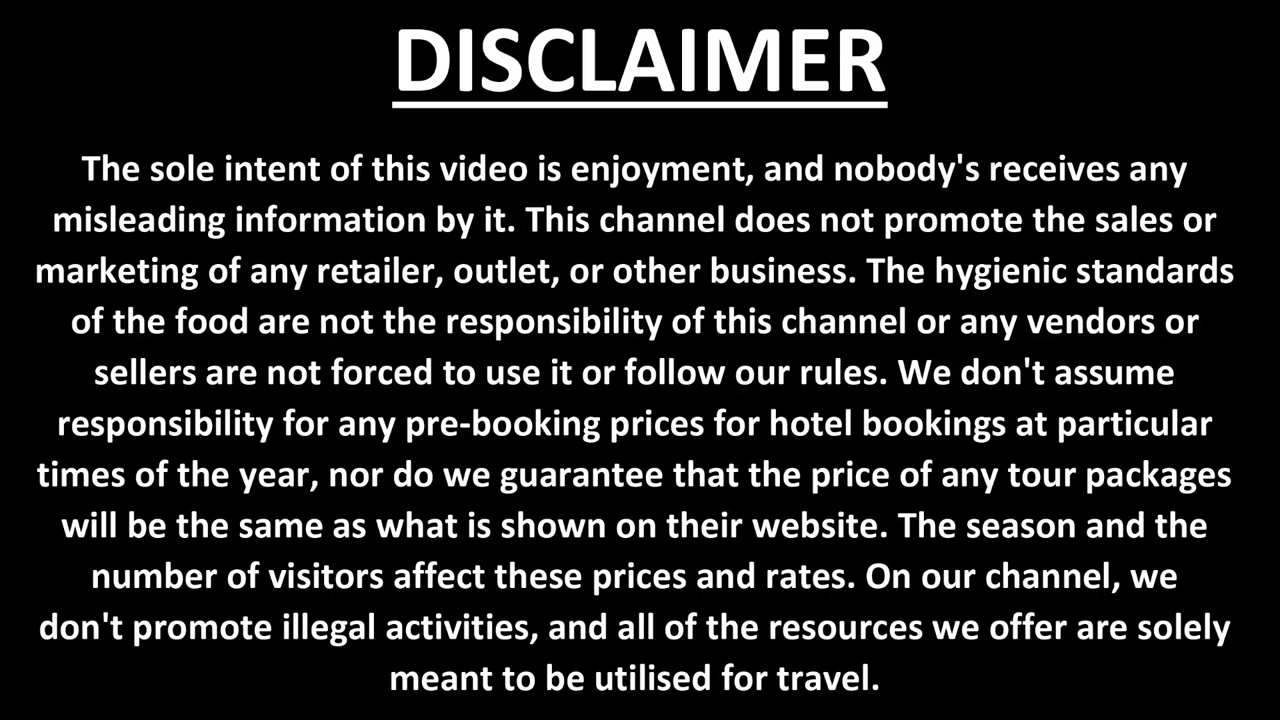 DISCLAIMER
The sole intent of this video is enjoyment, and nobody's receives any
misleading information by it. This channel does not promote the sales or
marketing of any retailer, outlet, or other business. The hygienic standards
of the food are not the responsibility of this channel or any vendors or
sellers are not forced to use it or follow our rules. We don't assume
responsibility for any pre-booking prices for hotel bookings at particular
times of the year, nor do we guarantee that the price of any tour packages
will be the same as what is shown on their website. The season and the
number of visitors affect these prices and rates. On our channel, we
don't promote illegal activities, and all of the resources we offer are solely
meant to be utilised for travel.